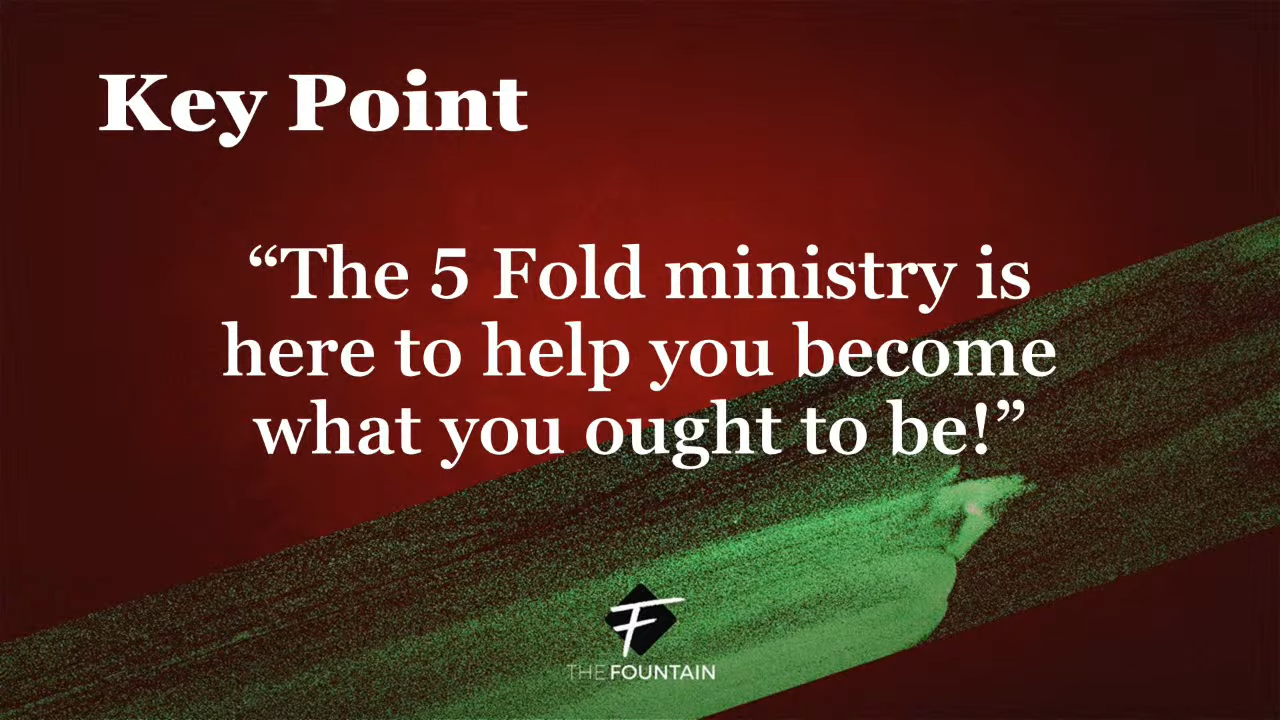 Key Point
“The 5 Fold ministry is
here to help you become
what you ought to be!”
F
THE FOUNTAIN